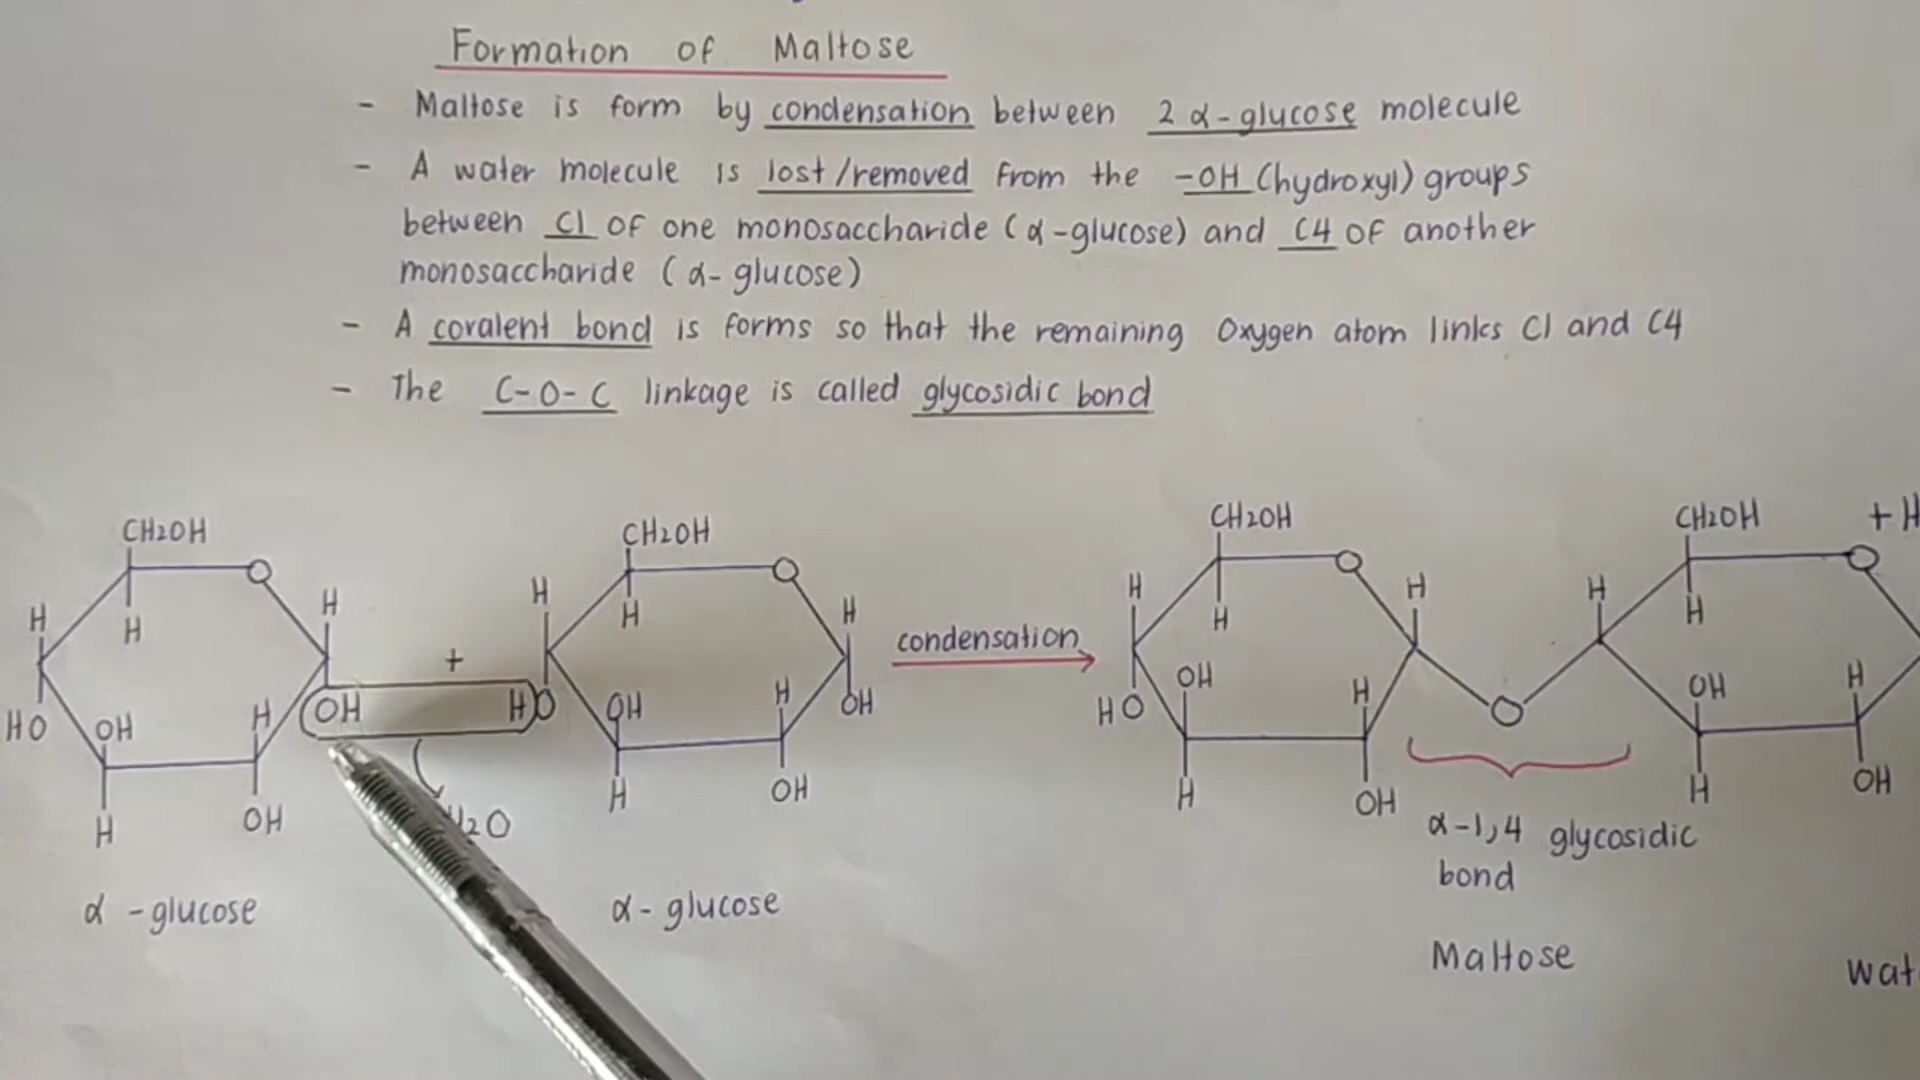 Formation of Maltose
- Maltose is form by condensation between 2 α-glucose molecule
- A water molecule is lost/removed from the -OH (hydroxyl) groups
between C1 of one monosaccharide (α-glucose) and C4 of another
monosaccharide (α-glucose)
- A covalent bond is forms so that the remaining Oxygen atom links C1 and C4
- The C-O-C linkage is called glycosidic bond
CH2OH CH2OH CH2OH CH2OH + H
O O O O
H H H H H H H
H H H H
+ condensation
HO OH H OH HO OH H OH HO OH H O OH H
H OH H OH H OH H OH
H2O
α-1,4 glycosidic
bond
α-glucose α-glucose
Maltose wat